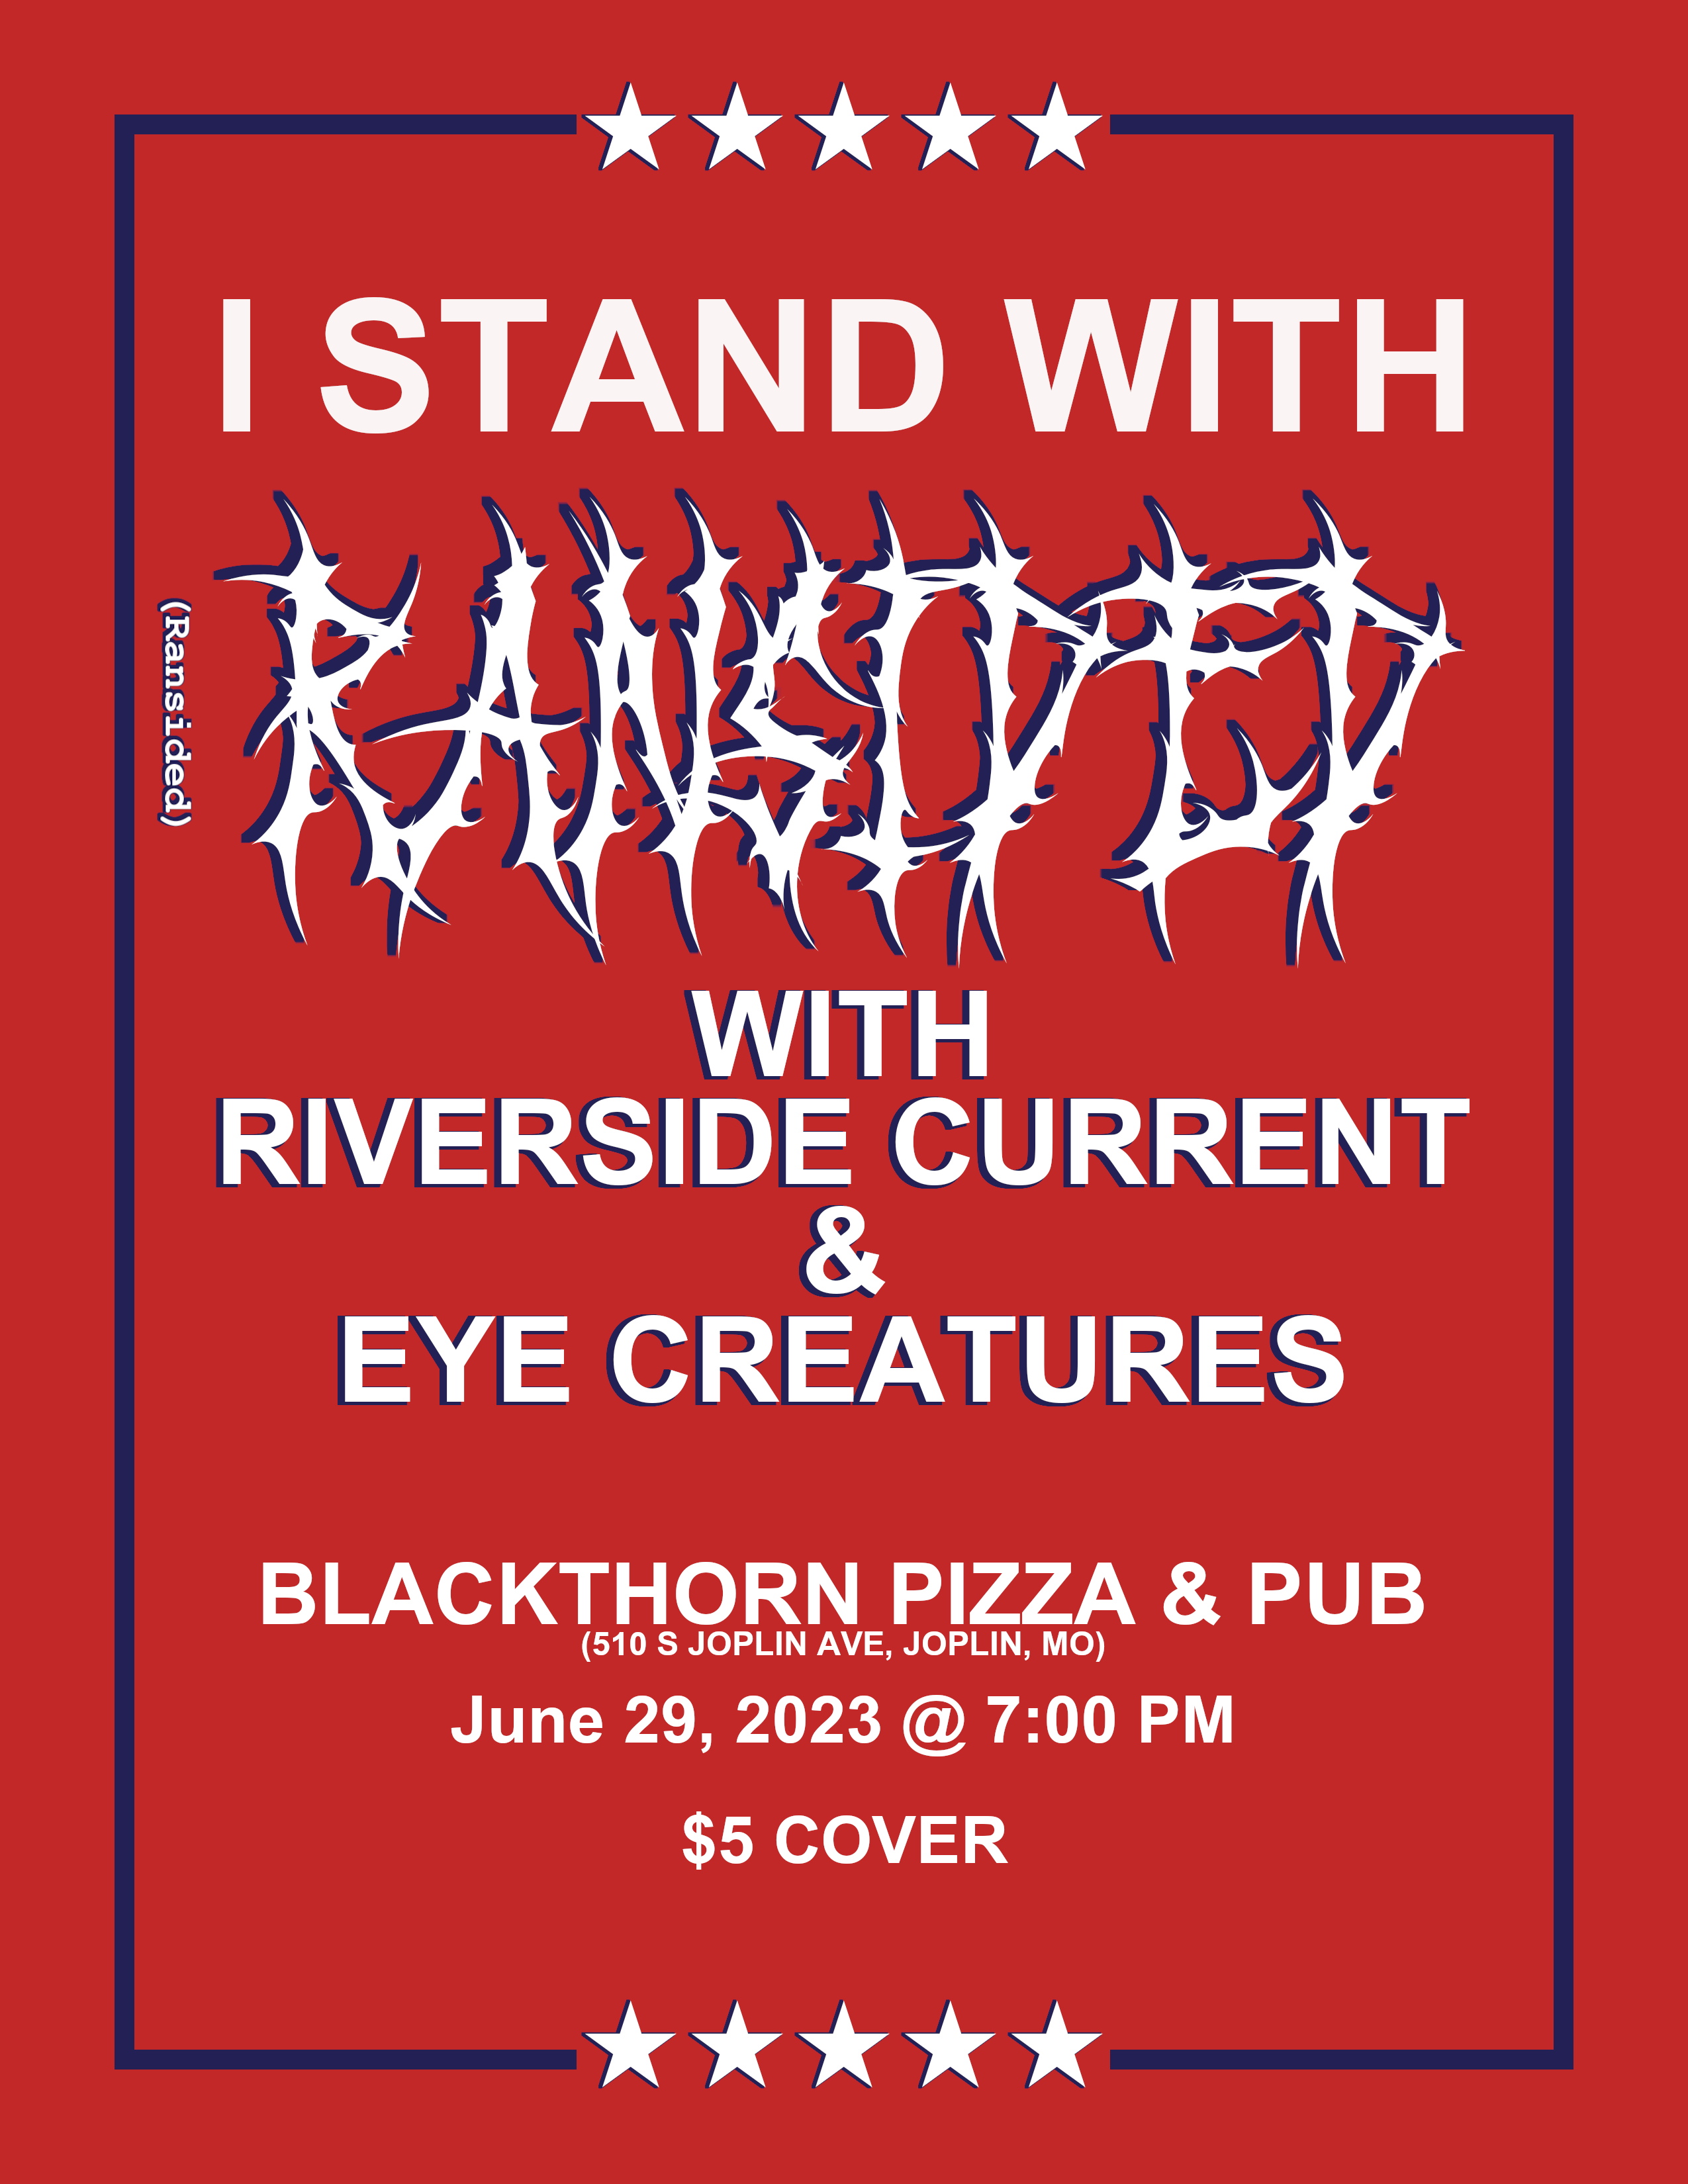 I STAND WITH
RANSIDED
(Ransided)
WITH
RIVERSIDE CURRENT
&
EYE CREATURES
BLACKTHORN PIZZA & PUB
(510 S JOPLIN AVE, JOPLIN, MO)
June 29, 2023 @ 7:00 PM
$5 COVER